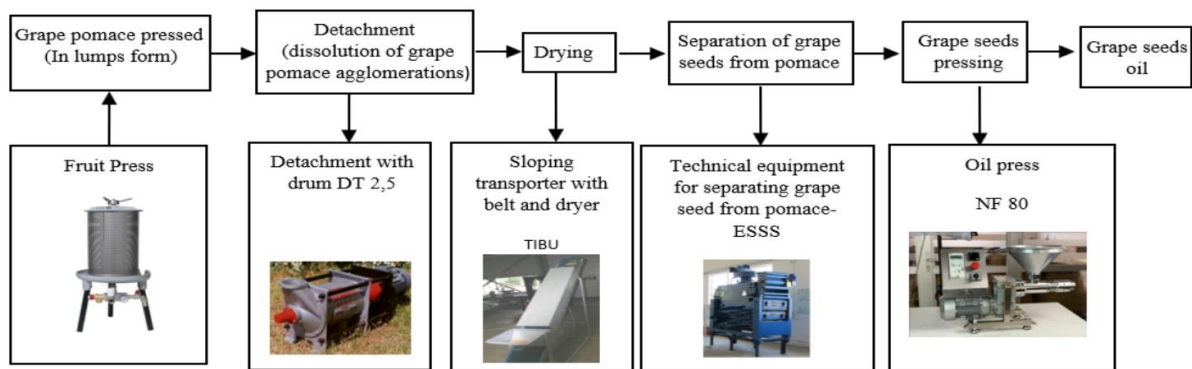 Grape pomace pressed
(In lumps form)
Detachment
(dissolution of grape
pomace agglomerations)
Drying
Separation of grape
seeds from pomace
Grape seeds
pressing
Grape seeds
oil
Fruit Press
Detachment with
drum DT 2,5
Sloping
transporter with
belt and dryer
TIBU
Technical equipment
for separating grape
seed from pomace-
ESSS
Oil press
NF 80